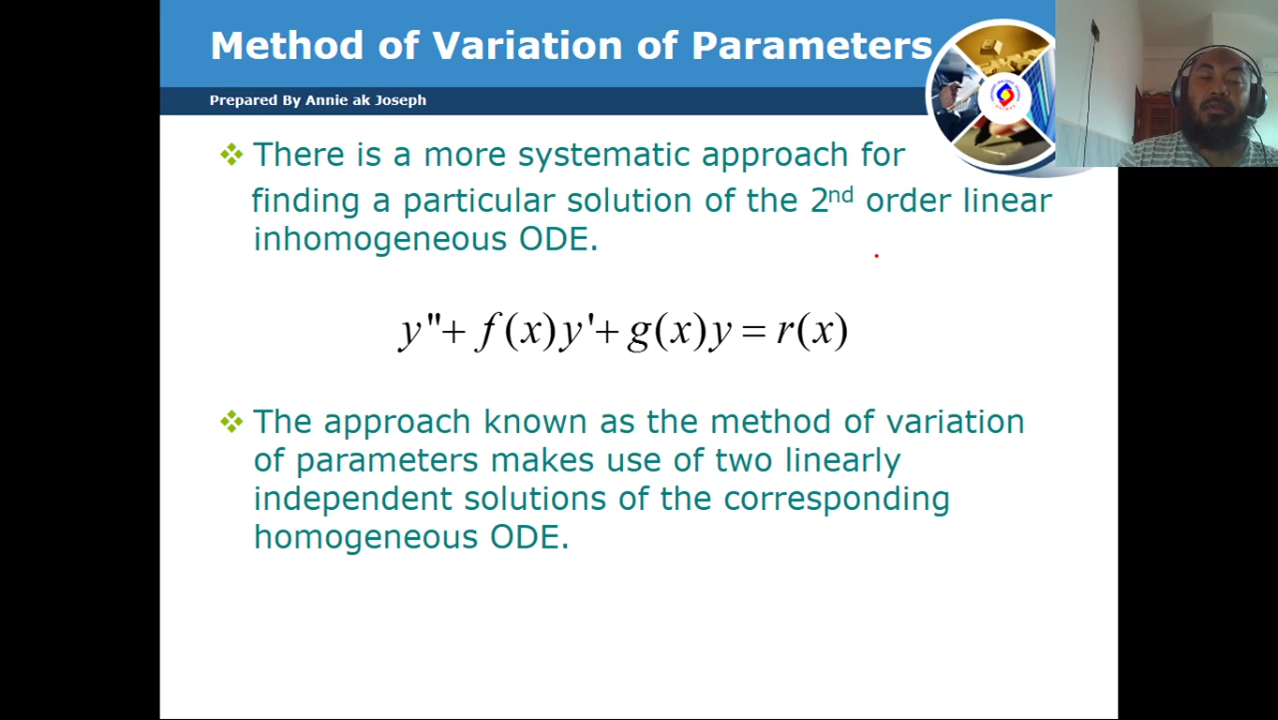 Method of Variation of Parameters
Prepared By Annie ak Joseph
There is a more systematic approach for
finding a particular solution of the 2nd order linear
inhomogeneous ODE.
y''+ f(x)y'+ g(x)y = r(x)
The approach known as the method of variation
of parameters makes use of two linearly
independent solutions of the corresponding
homogeneous ODE.